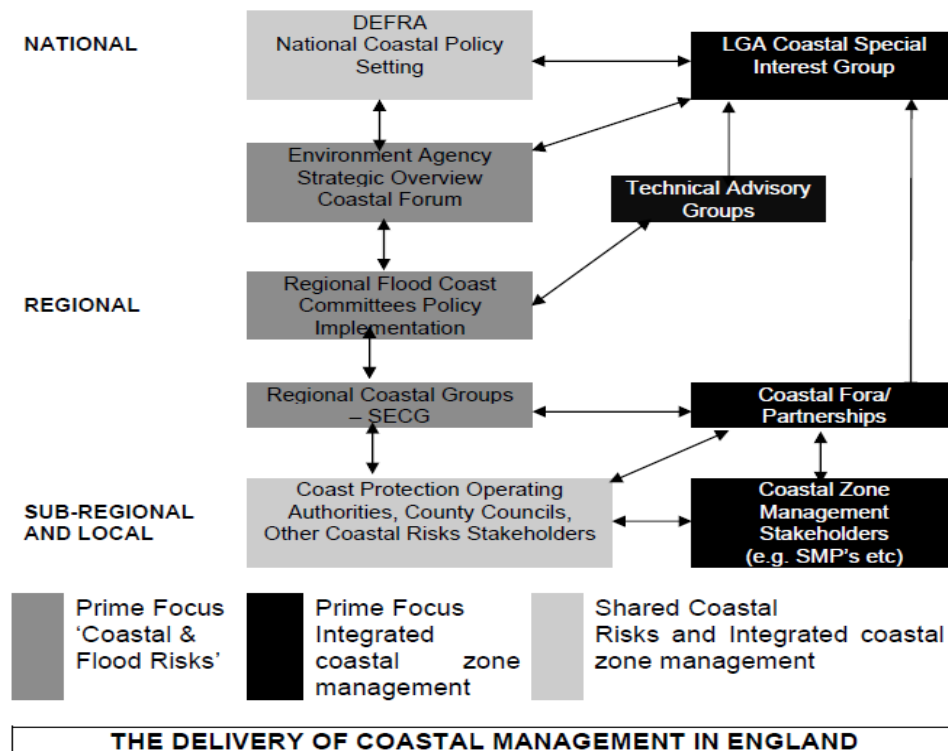 NATIONAL
DEFRA
National Coastal Policy
Setting
LGA Coastal Special
Interest Group
Environment Agency
Strategic Overview
Coastal Forum
Technical Advisory
Groups
REGIONAL
Regional Flood Coast
Committees Policy
Implementation
Regional Coastal Groups
– SECG
Coastal Fora/
Partnerships
SUB-REGIONAL
AND LOCAL
Coast Protection Operating
Authorities, County Councils,
Other Coastal Risks Stakeholders
Coastal Zone
Management
Stakeholders
(e.g. SMP's etc)
Prime Focus
‘Coastal &
Flood Risks’
Prime Focus
Integrated
coastal zone
management
Shared Coastal
Risks and Integrated coastal
zone management
THE DELIVERY OF COASTAL MANAGEMENT IN ENGLAND